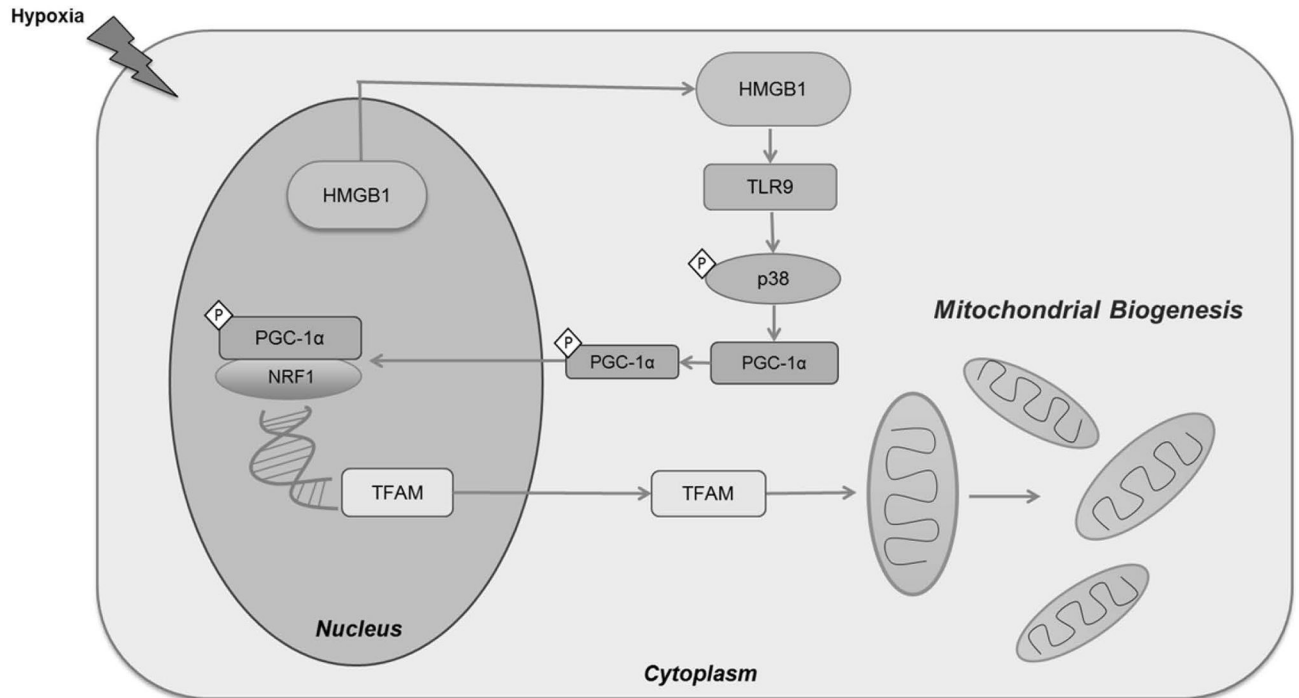 Hypoxia
HMGB1
HMGB1
TLR9
P
p38
Mitochondrial Biogenesis
P
PGC-1α
NRF1
P
PGC-1α
PGC-1α
TFAM
TFAM
Nucleus
Cytoplasm